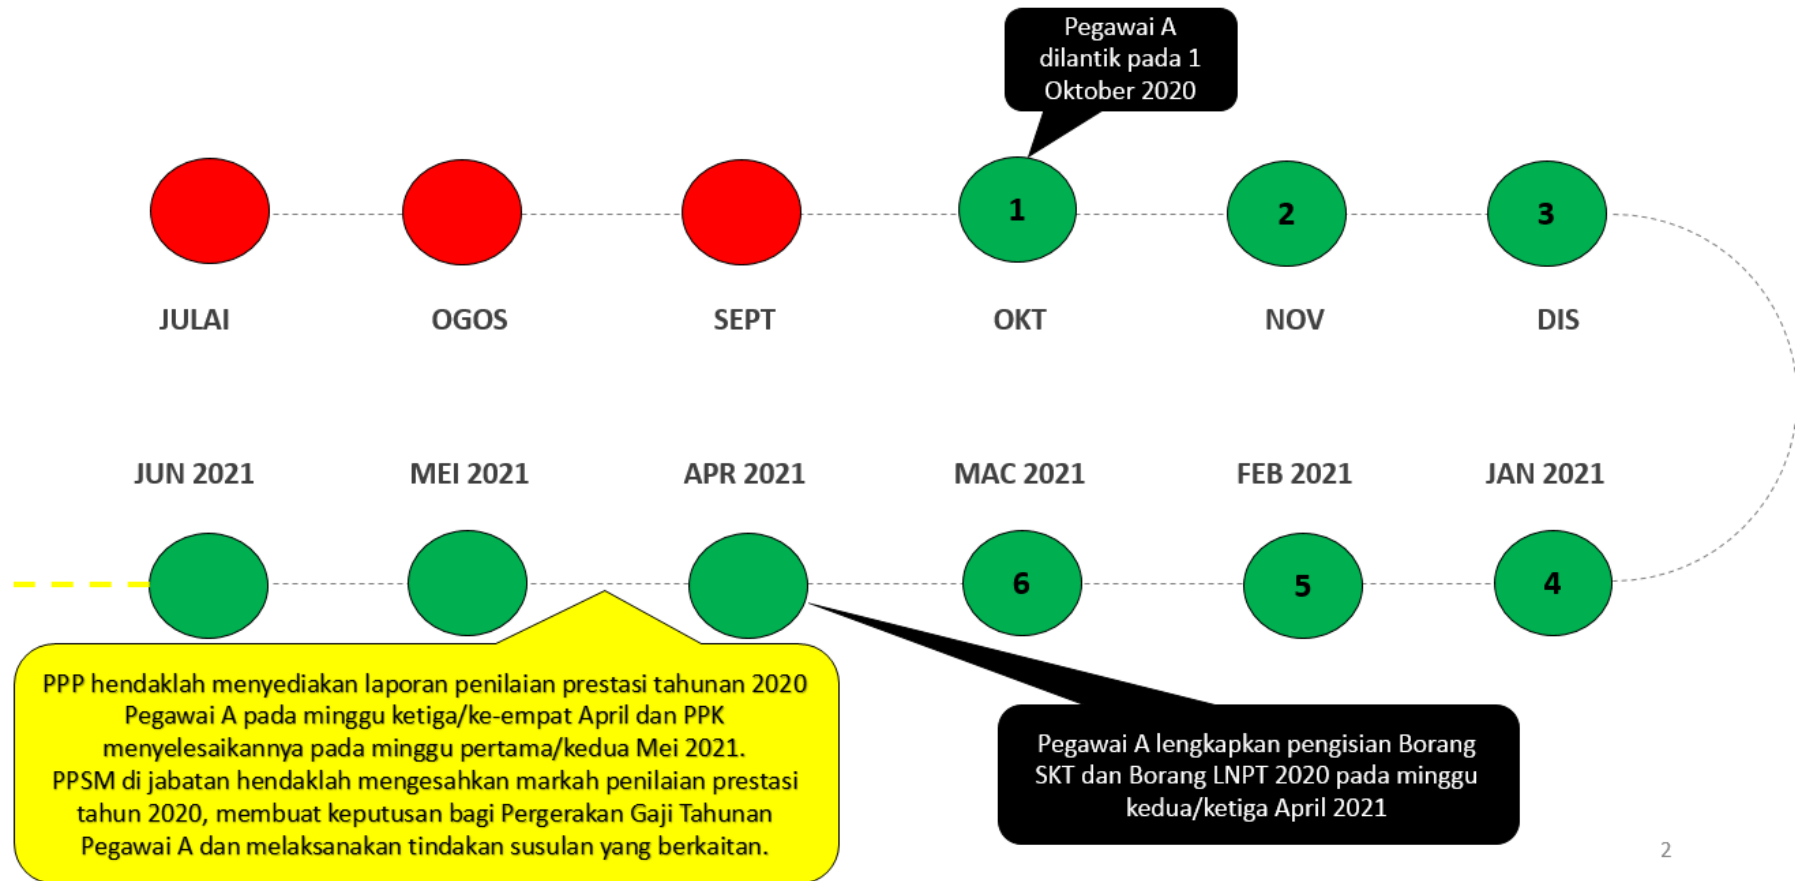 Pegawai A
dilantik pada 1
Oktober 2020
1
2
3
JULAI
OGOS
SEPT
OKT
NOV
DIS
JUN 2021
MEI 2021
APR 2021
MAC 2021
FEB 2021
JAN 2021
6
5
4
PPP hendaklah menyediakan laporan penilaian prestasi tahunan 2020
Pegawai A pada minggu ketiga/ke-empat April dan PPK
menyelesaikannya pada minggu pertama/kedua Mei 2021.
PPSM di jabatan hendaklah mengesahkan markah penilaian prestasi
tahun 2020, membuat keputusan bagi Pergerakan Gaji Tahunan
Pegawai A dan melaksanakan tindakan susulan yang berkaitan.
Pegawai A lengkapkan pengisian Borang
SKT dan Borang LNPT 2020 pada minggu
kedua/ketiga April 2021
2